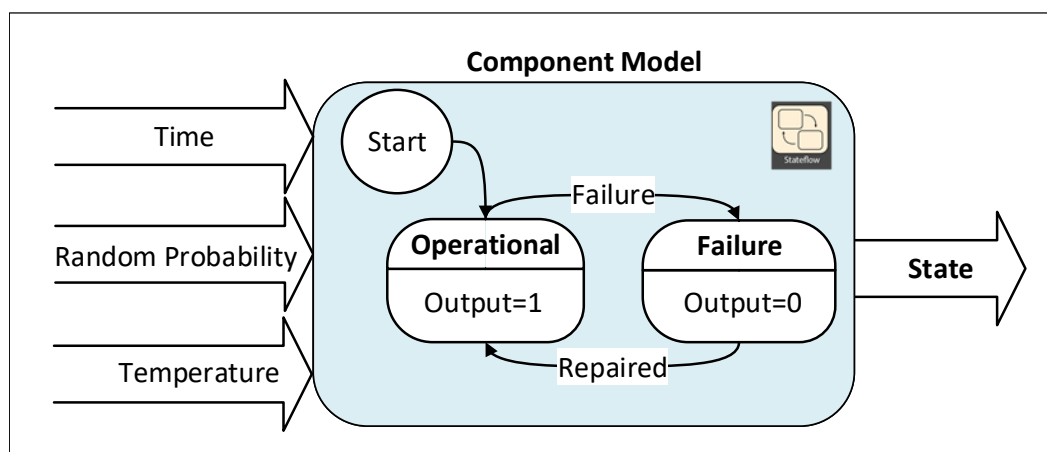 Component Model
Time
Start
Stateflow
Failure
Random Probability
Operational
Failure
State
Output=1
Output=0
Temperature
Repaired